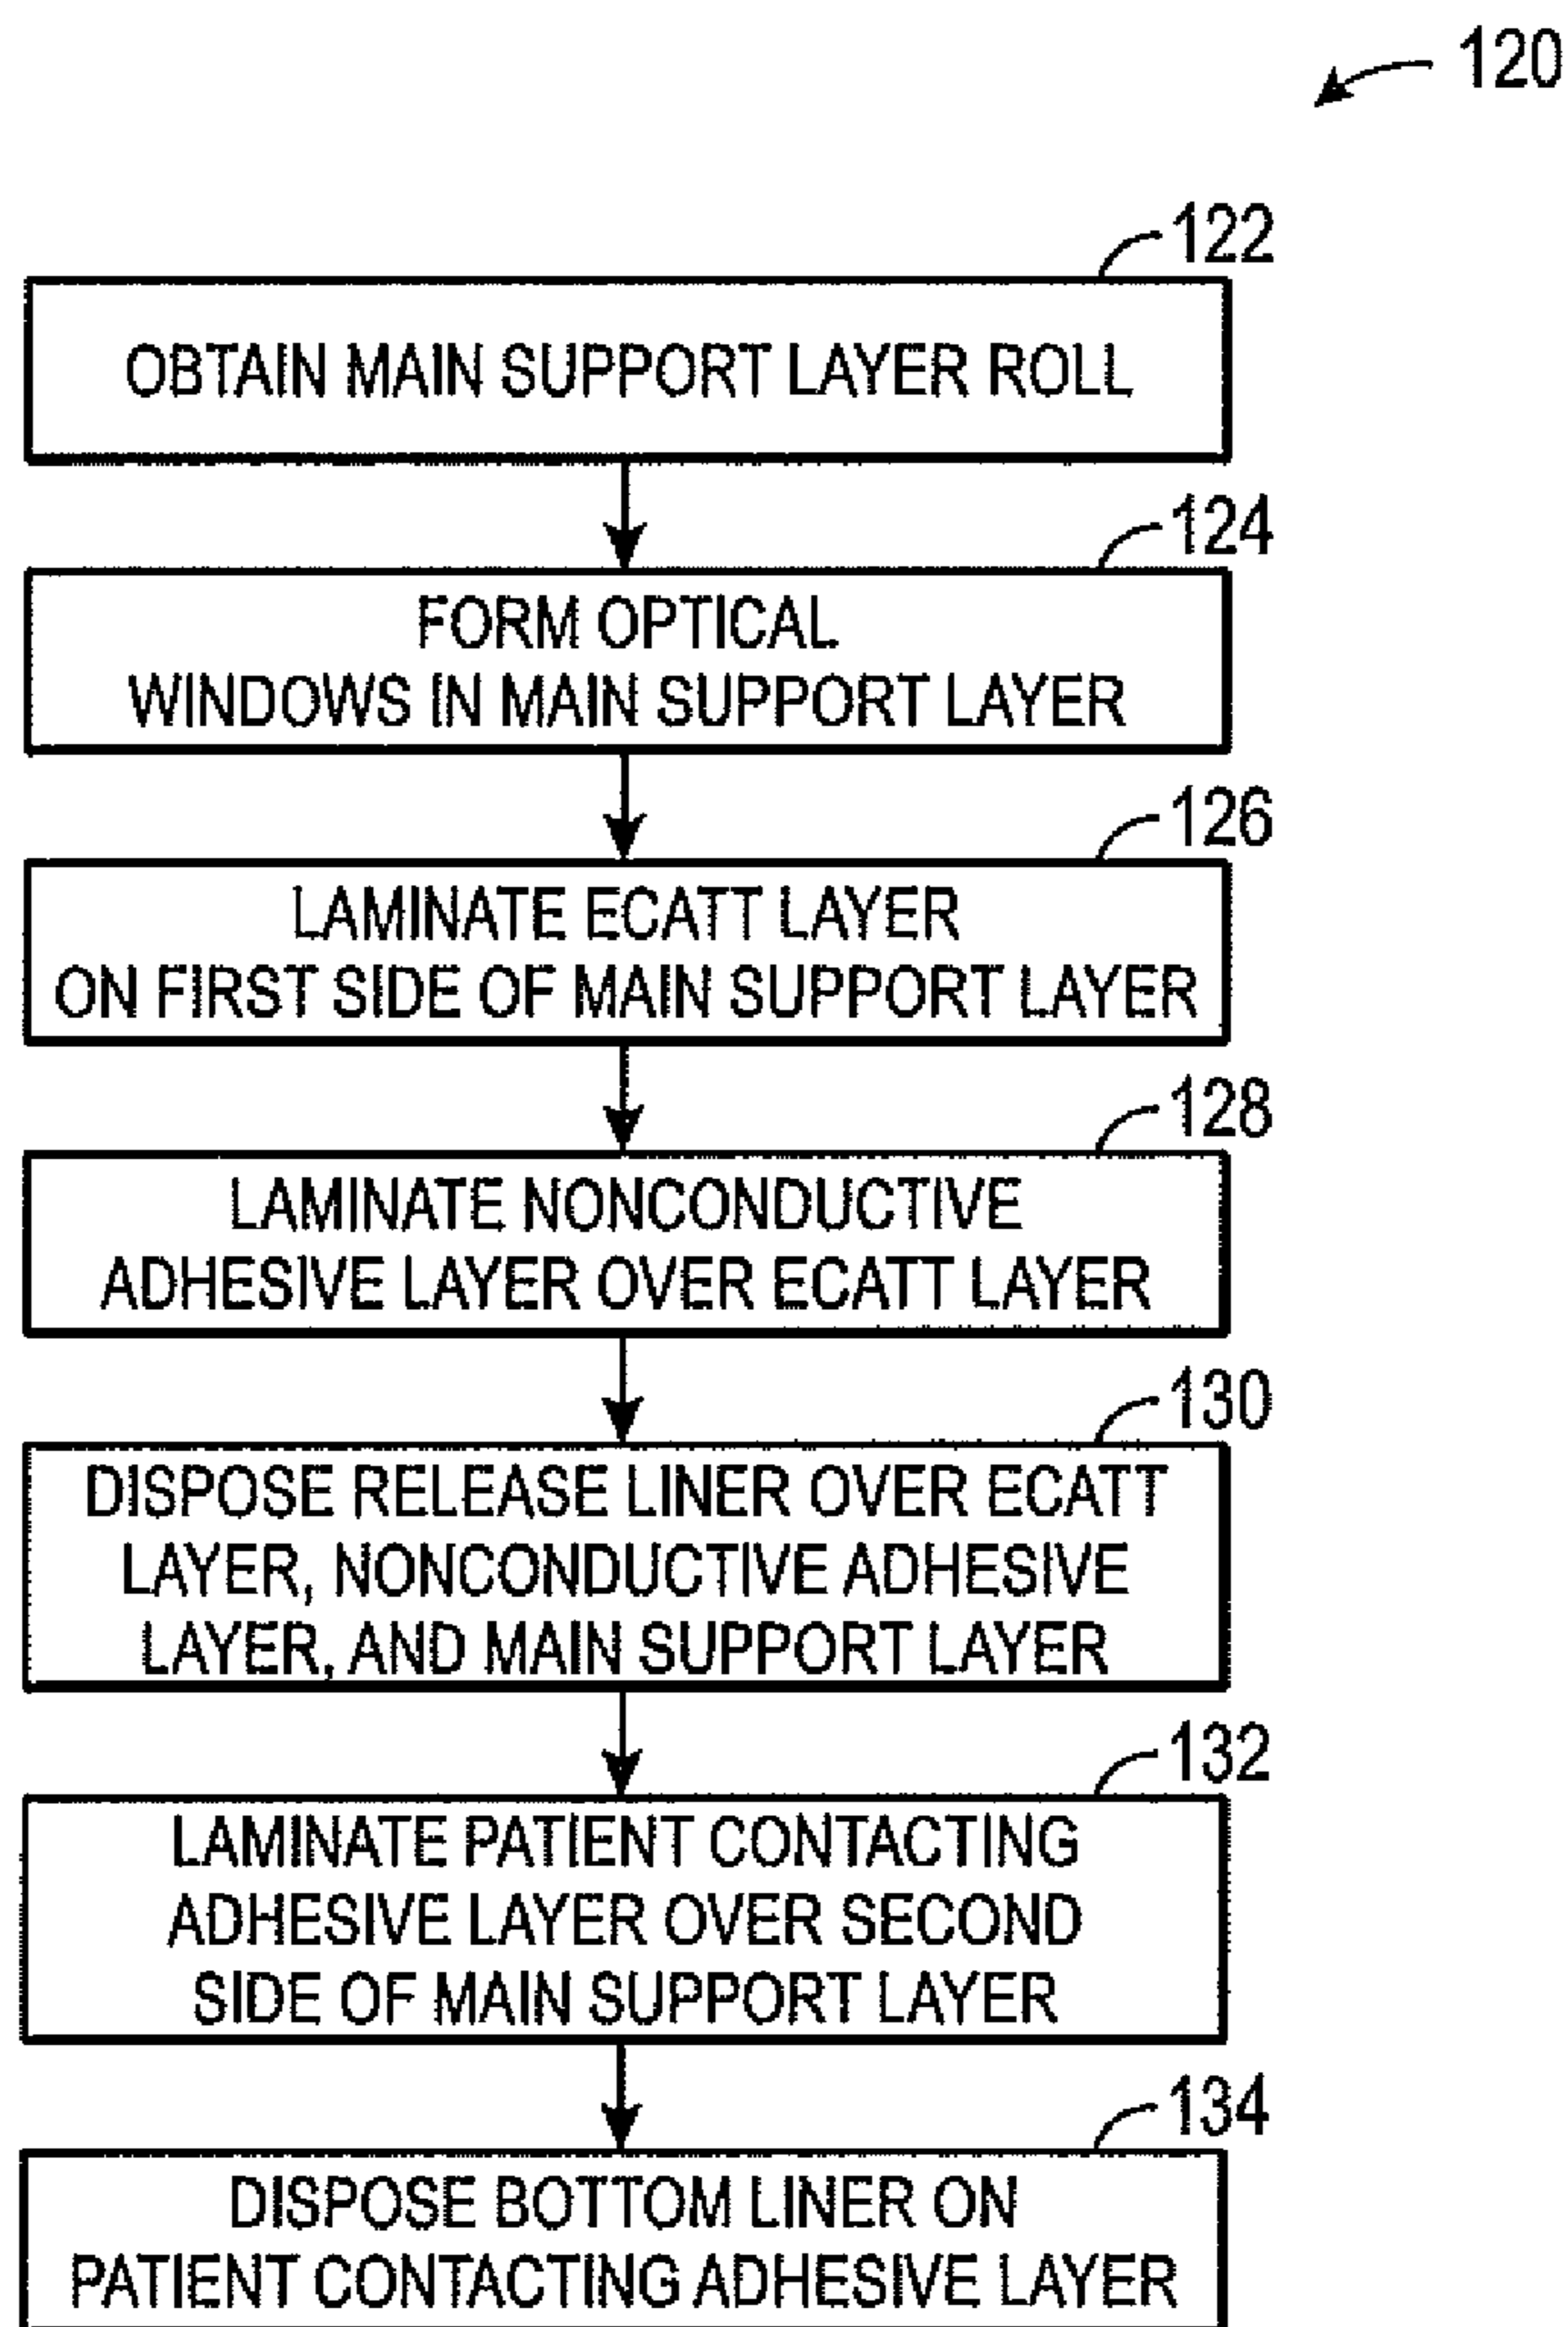 120
122
OBTAIN MAIN SUPPORT LAYER ROLL
124
FORM OPTICAL
WINDOWS IN MAIN SUPPORT LAYER
126
LAMINATE ECATT LAYER
ON FIRST SIDE OF MAIN SUPPORT LAYER
128
LAMINATE NONCONDUCTIVE
ADHESIVE LAYER OVER ECATT LAYER
130
DISPOSE RELEASE LINER OVER ECATT
LAYER, NONCONDUCTIVE ADHESIVE
LAYER, AND MAIN SUPPORT LAYER
132
LAMINATE PATIENT CONTACTING
ADHESIVE LAYER OVER SECOND
SIDE OF MAIN SUPPORT LAYER
134
DISPOSE BOTTOM LINER ON
PATIENT CONTACTING ADHESIVE LAYER